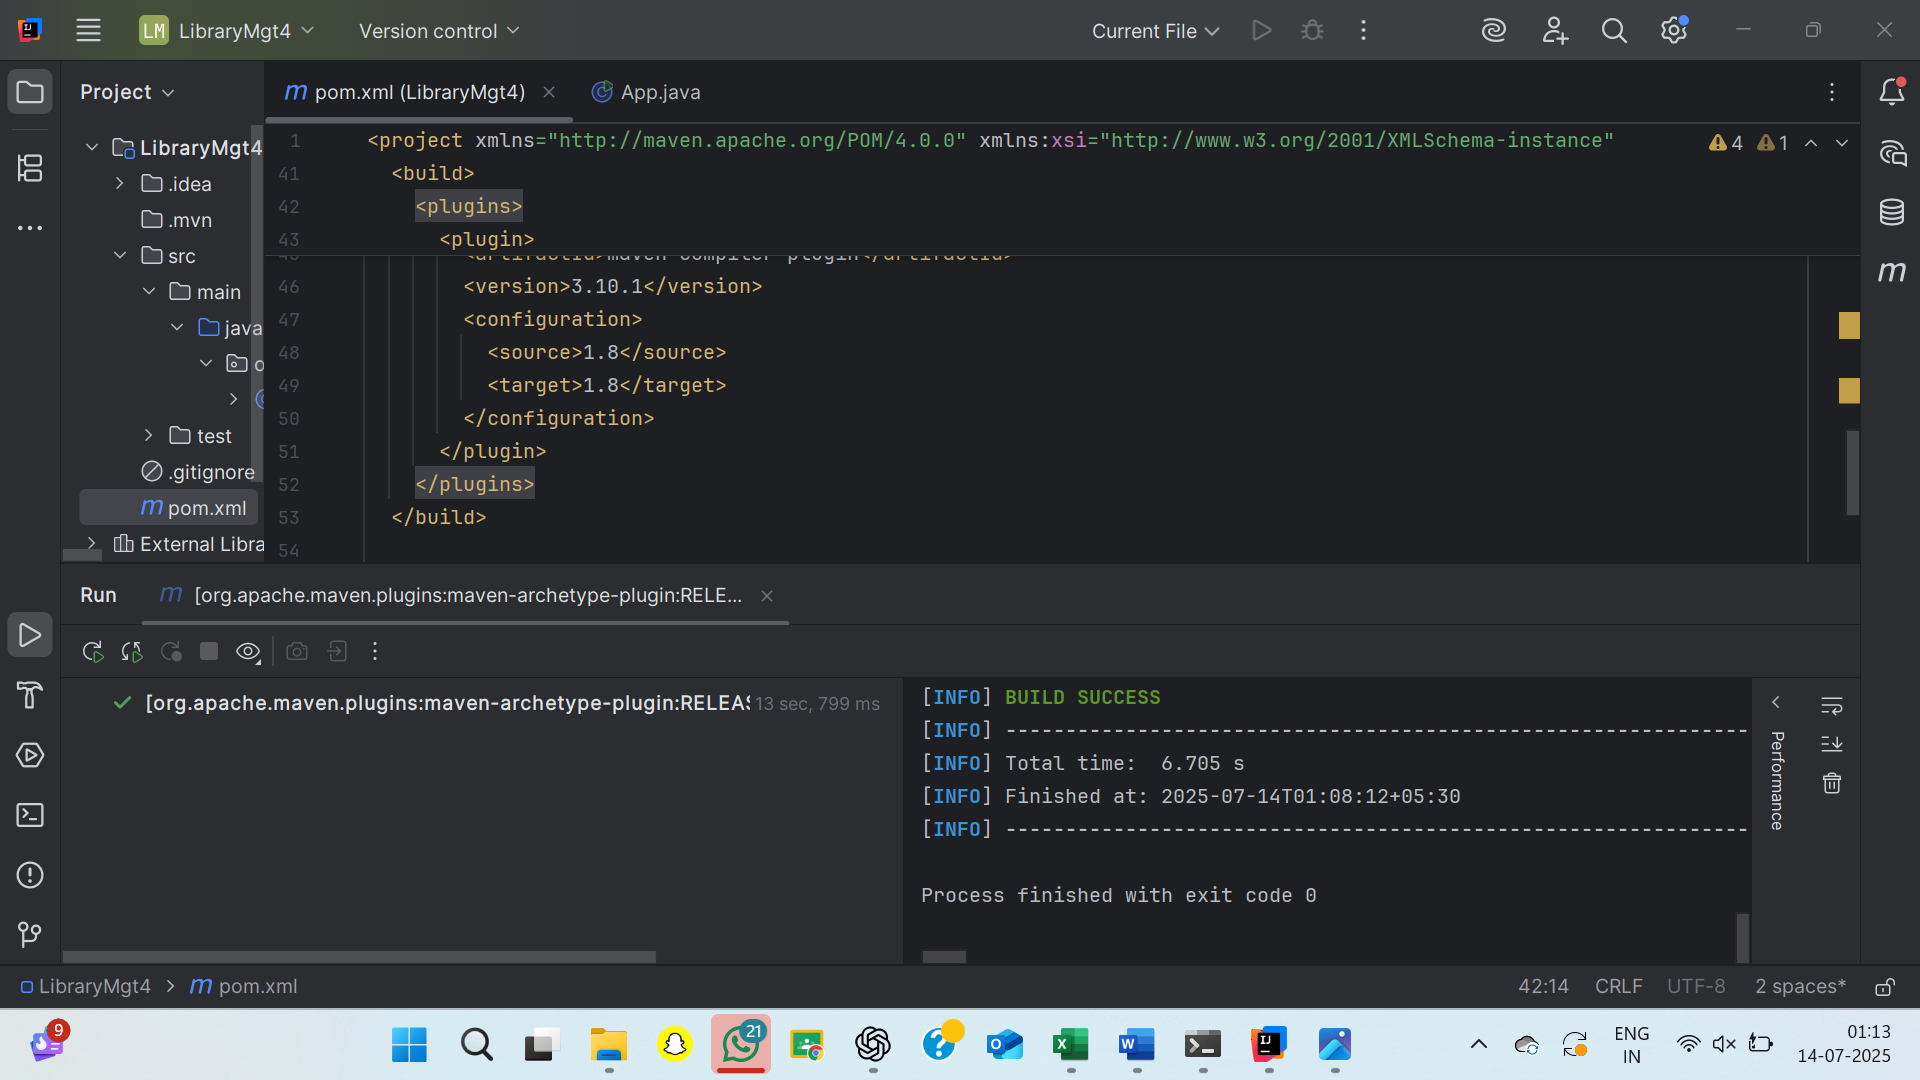 LM LibraryMgt4 Version control Current File
Project
pom.xml (LibraryMgt4) App.java
LibraryMgt4
.idea
.mvn
src
main
java
test
.gitignore
pom.xml
External Libra
1 <project xmlns="http://maven.apache.org/POM/4.0.0" xmlns:xsi="http://www.w3.org/2001/XMLSchema-instance" 4 1
41 <build>
42 <plugins>
43 <plugin>
46 <version>3.10.1</version>
47 <configuration>
48 <source>1.8</source>
49 <target>1.8</target>
50 </configuration>
51 </plugin>
52 </plugins>
53 </build>
54
Run [org.apache.maven.plugins:maven-archetype-plugin:RELE...
[org.apache.maven.plugins:maven-archetype-plugin:RELEAS 13 sec, 799 ms
[INFO] BUILD SUCCESS
[INFO] --------------------------------------------------------------
[INFO] Total time:  6.705 s
[INFO] Finished at: 2025-07-14T01:08:12+05:30
[INFO] --------------------------------------------------------------
Process finished with exit code 0
Performance
LibraryMgt4 > pom.xml 42:14 CRLF UTF-8 2 spaces*
9
21
ENG
IN
01:13
14-07-2025